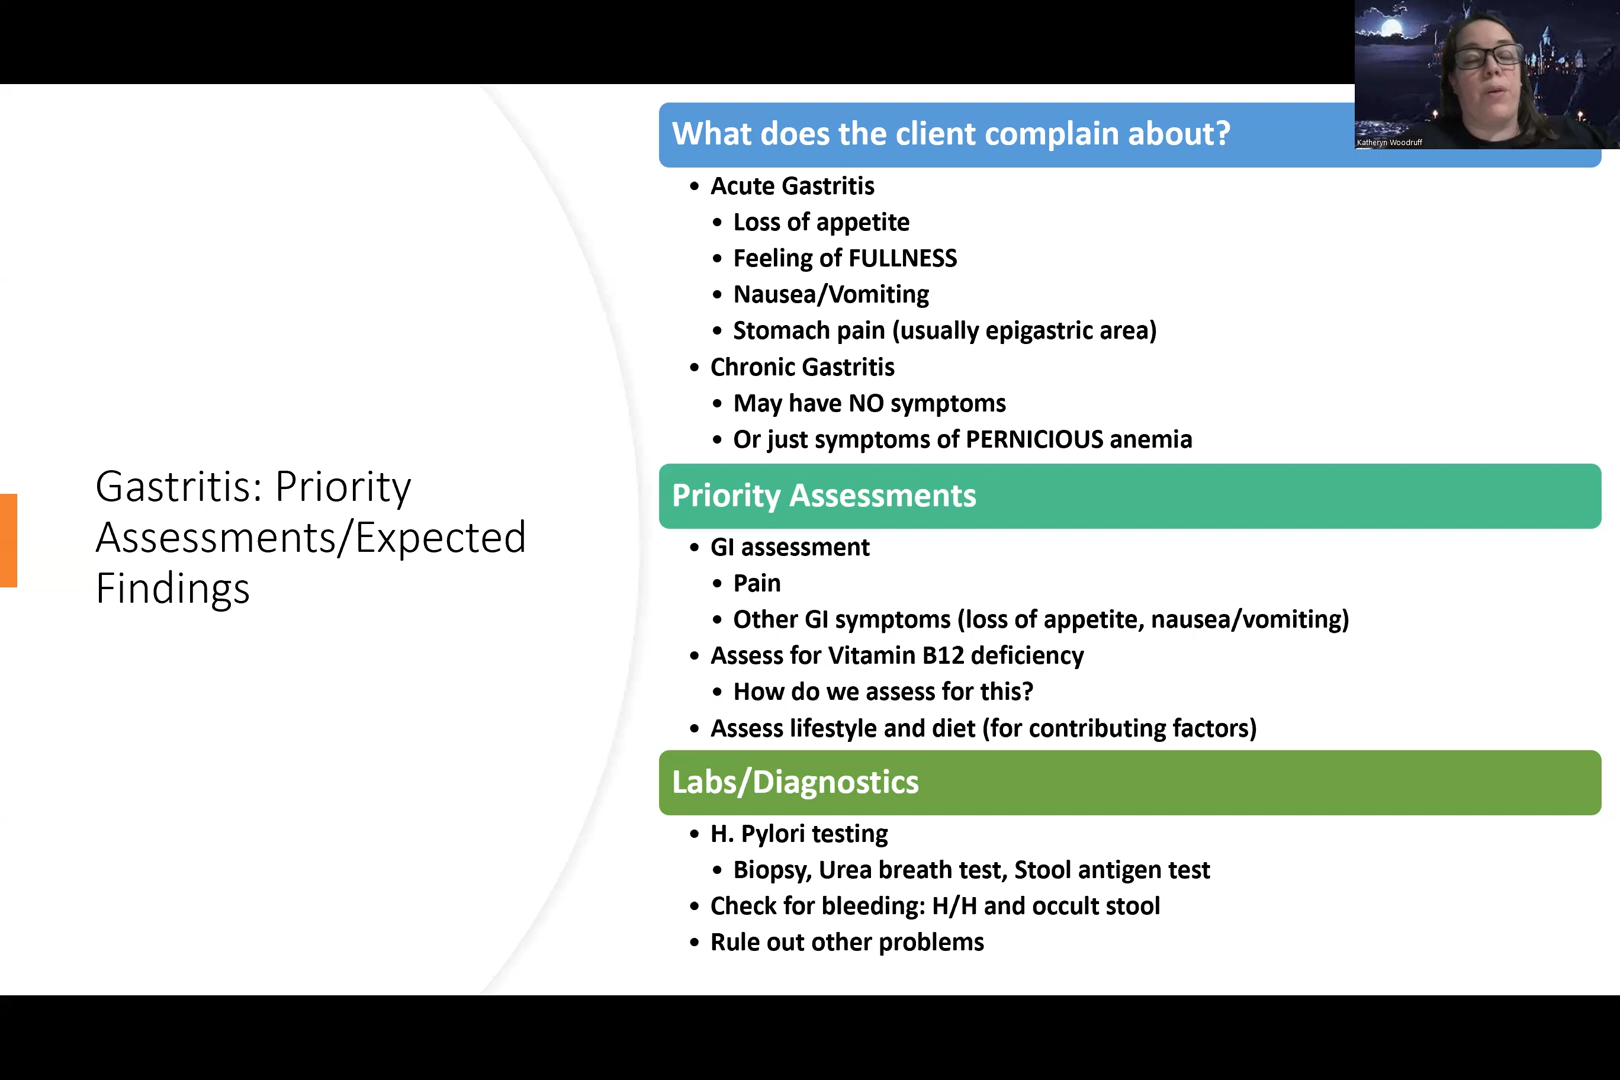 Katheryn Woodruff
Gastritis: Priority
Assessments/Expected
Findings
What does the client complain about?
• Acute Gastritis
• Loss of appetite
• Feeling of FULLNESS
• Nausea/Vomiting
• Stomach pain (usually epigastric area)
• Chronic Gastritis
• May have NO symptoms
• Or just symptoms of PERNICIOUS anemia
Priority Assessments
• GI assessment
• Pain
• Other GI symptoms (loss of appetite, nausea/vomiting)
• Assess for Vitamin B12 deficiency
• How do we assess for this?
• Assess lifestyle and diet (for contributing factors)
Labs/Diagnostics
• H. Pylori testing
• Biopsy, Urea breath test, Stool antigen test
• Check for bleeding: H/H and occult stool
• Rule out other problems